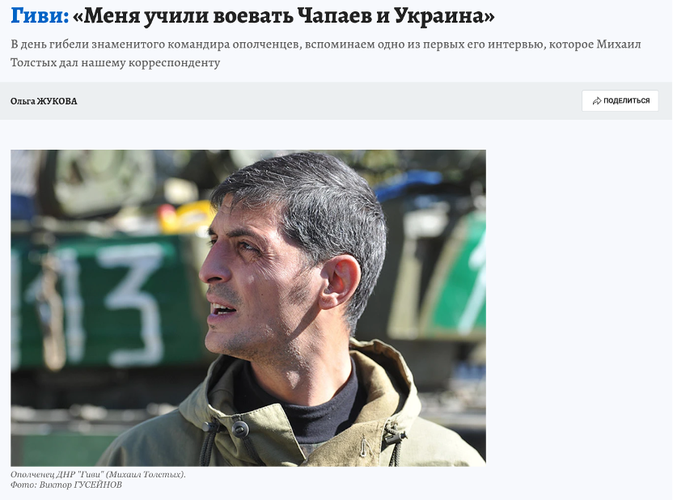 Гиви: «Меня учили воевать Чапаев и Украина»
В день гибели знаменитого командира ополченцев, вспоминаем одно из первых его интервью, которое Михаил
Толстых дал нашему корреспонденту
Ольга ЖУКОВА
ПОДЕЛИТЬСЯ
113
Ополченец ДНР "Гиви" (Михаил Толстых).
Фото: Виктор ГУСЕЙНОВ